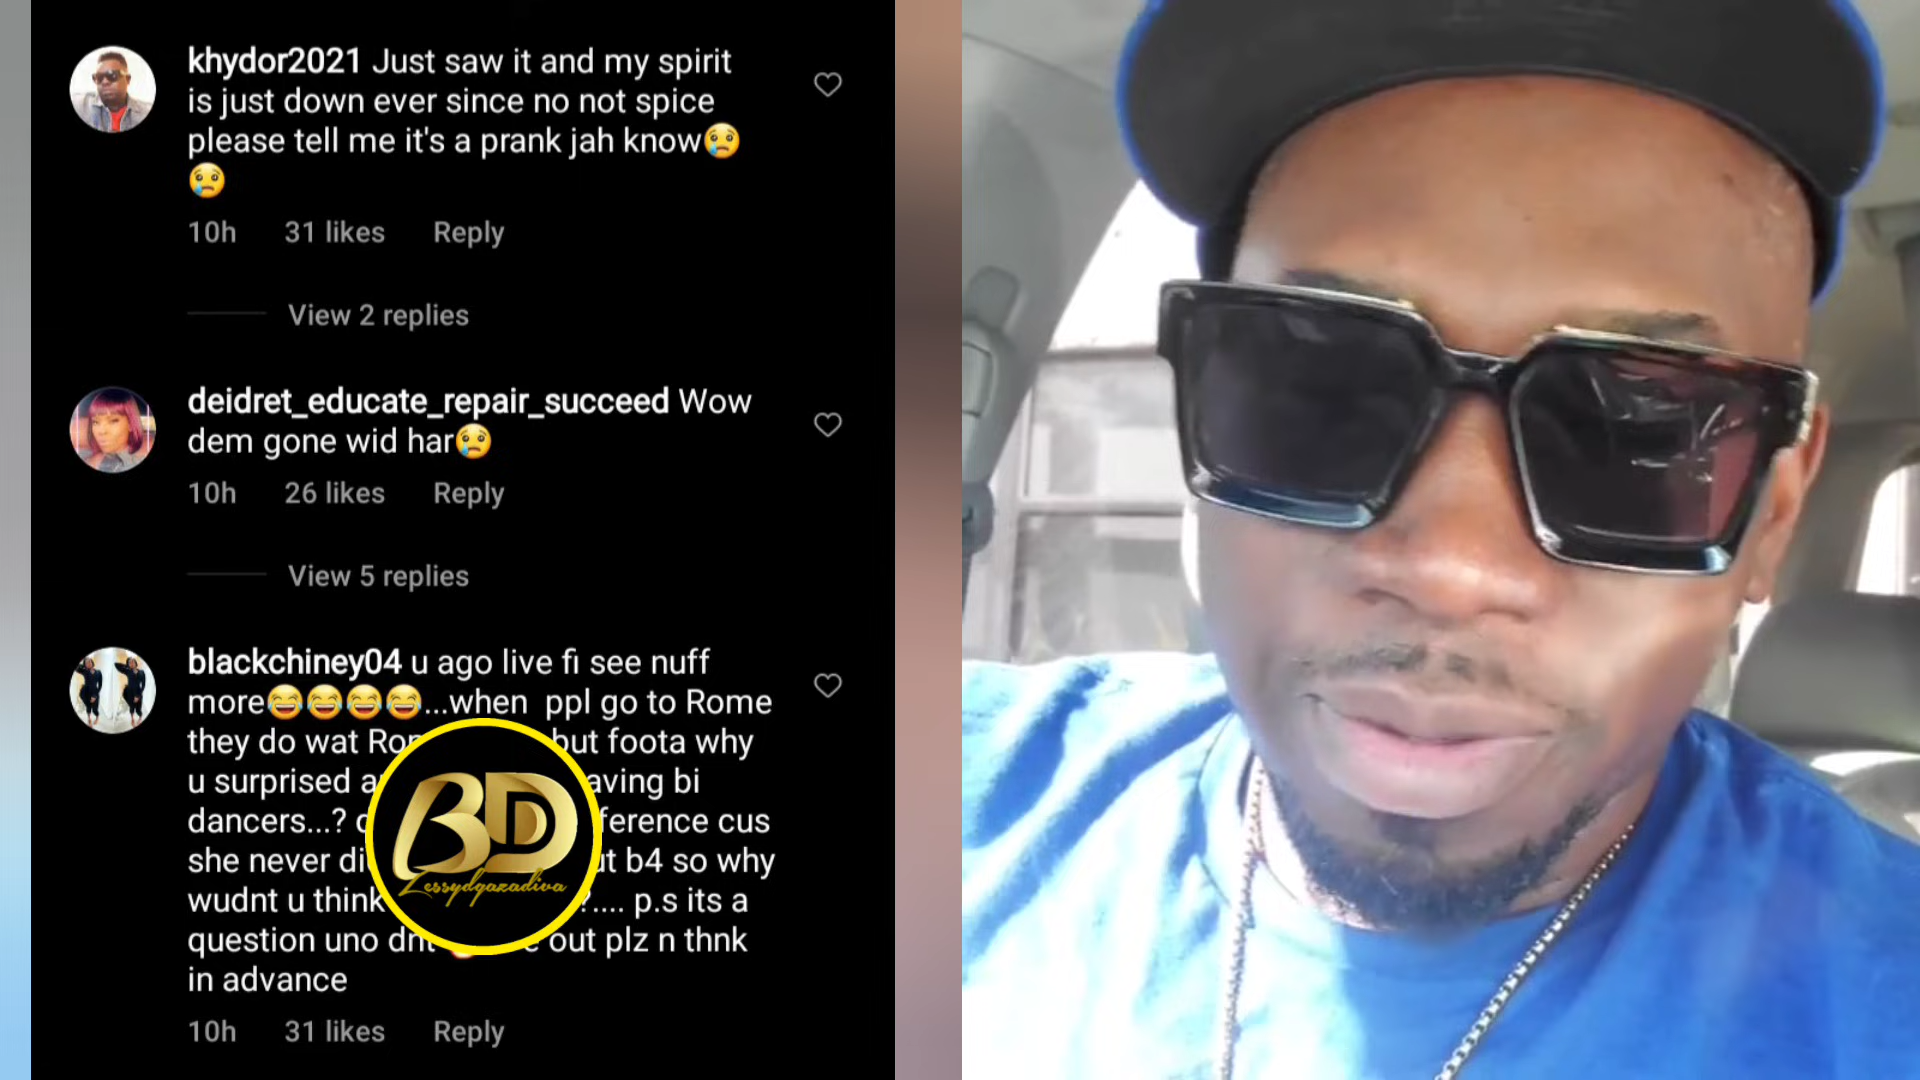 khydor2021 Just saw it and my spirit
is just down ever since no not spice
please tell me it's a prank jah know😢
😢
10h 31 likes Reply
View 2 replies
deidret_educate_repair_succeed Wow
dem gone wid har😢
10h 26 likes Reply
View 5 replies
blackchiney04 u ago live fi see nuff
more😂😂😂😂...when ppl go to Rome
they do wat but foota why
u surprised bi
dancers...? cus
she never b4 so why
wudnt u think .... p.s its a
question uno dnt out plz n thnk
in advance
10h 31 likes Reply
BD
Lessydgazadiva